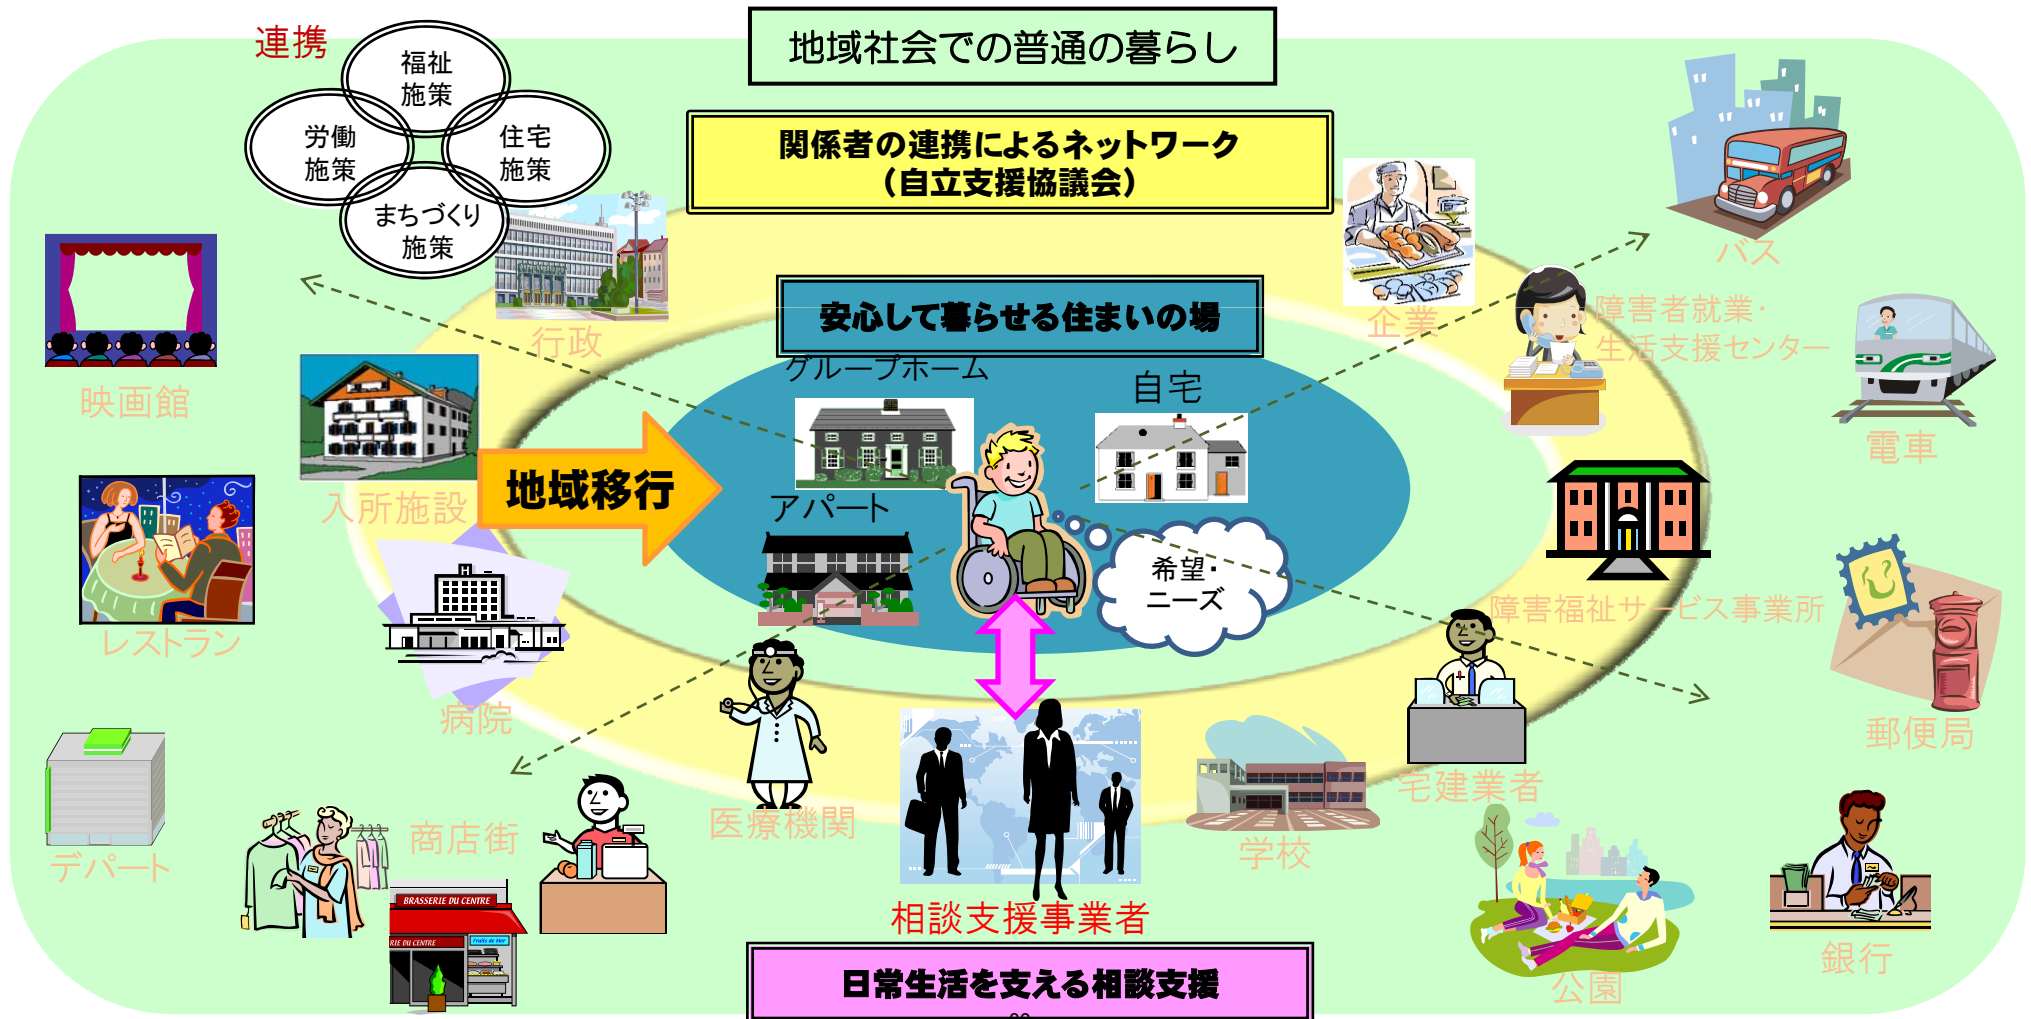 地域社会での普通の暮らし
連携
福祉
施策
労働
施策
住宅
施策
まちづくり
施策
関係者の連携によるネットワーク
（自立支援協議会）
安心して暮らせる住まいの場
行政
企業
バス
障害者就業・
生活支援センター
電車
映画館
入所施設
地域移行
グループホーム
自宅
アパート
希望・
ニーズ
障害福祉サービス事業所
レストラン
病院
郵便局
宅建業者
医療機関
学校
デパート
商店街
BRASSERIE DU CENTRE
RIE DU CENTRE
Fruits de Mer
H
相談支援事業者
公園
銀行
日常生活を支える相談支援